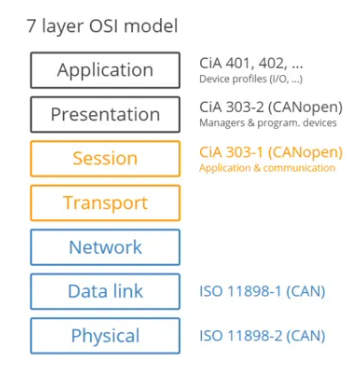 7 layer OSI model
Application
CiA 401, 402, ...
Device profiles (I/O, ...)
Presentation
CiA 303-2 (CANopen)
Managers & program. devices
Session
CiA 303-1 (CANopen)
Application & communication
Transport
Network
Data link
ISO 11898-1 (CAN)
Physical
ISO 11898-2 (CAN)